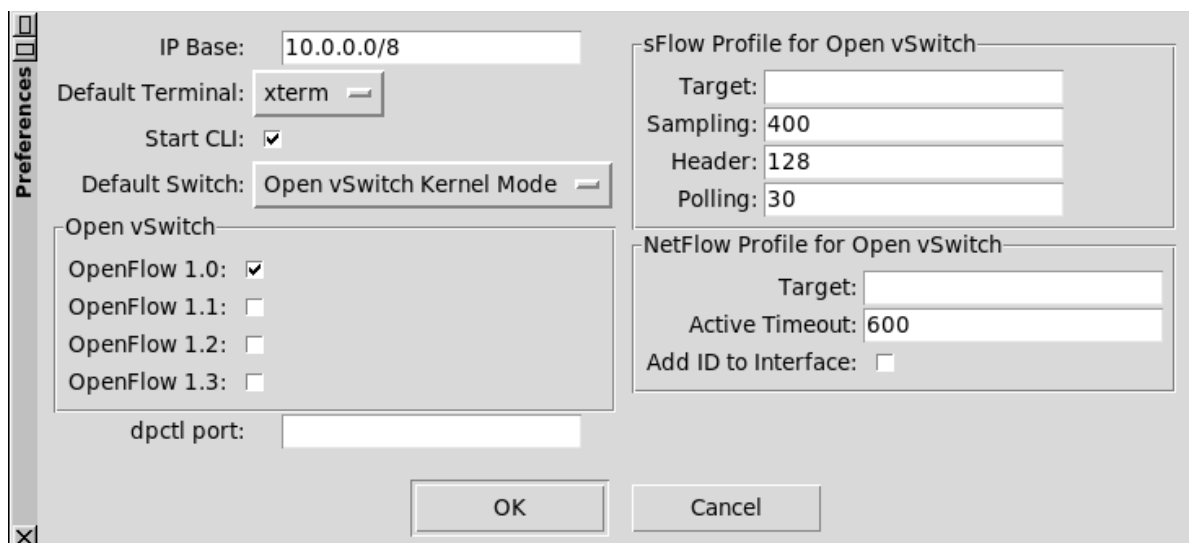 Preferences
IP Base: 10.0.0.0/8
Default Terminal: xterm
Start CLI:
Default Switch: Open vSwitch Kernel Mode
Open vSwitch
OpenFlow 1.0:
OpenFlow 1.1:
OpenFlow 1.2:
OpenFlow 1.3:
dpctl port:
sFlow Profile for Open vSwitch
Target:
Sampling: 400
Header: 128
Polling: 30
NetFlow Profile for Open vSwitch
Target:
Active Timeout: 600
Add ID to Interface:
OK
Cancel